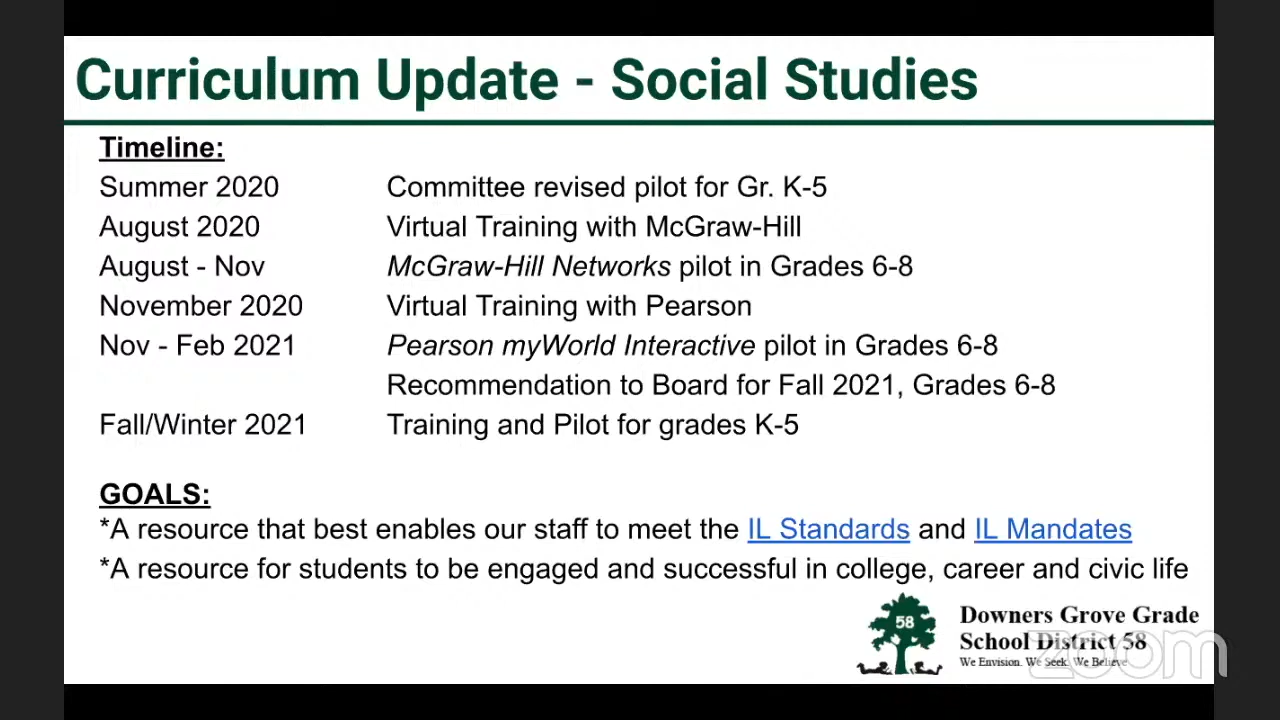 Curriculum Update - Social Studies
Timeline:
Summer 2020 Committee revised pilot for Gr. K-5
August 2020 Virtual Training with McGraw-Hill
August - Nov McGraw-Hill Networks pilot in Grades 6-8
November 2020 Virtual Training with Pearson
Nov - Feb 2021 Pearson myWorld Interactive pilot in Grades 6-8
Recommendation to Board for Fall 2021, Grades 6-8
Fall/Winter 2021 Training and Pilot for grades K-5
GOALS:
*A resource that best enables our staff to meet the IL Standards and IL Mandates
*A resource for students to be engaged and successful in college, career and civic life
58
Downers Grove Grade
School District 58
We Envision. We Seek. We Believe
zoom